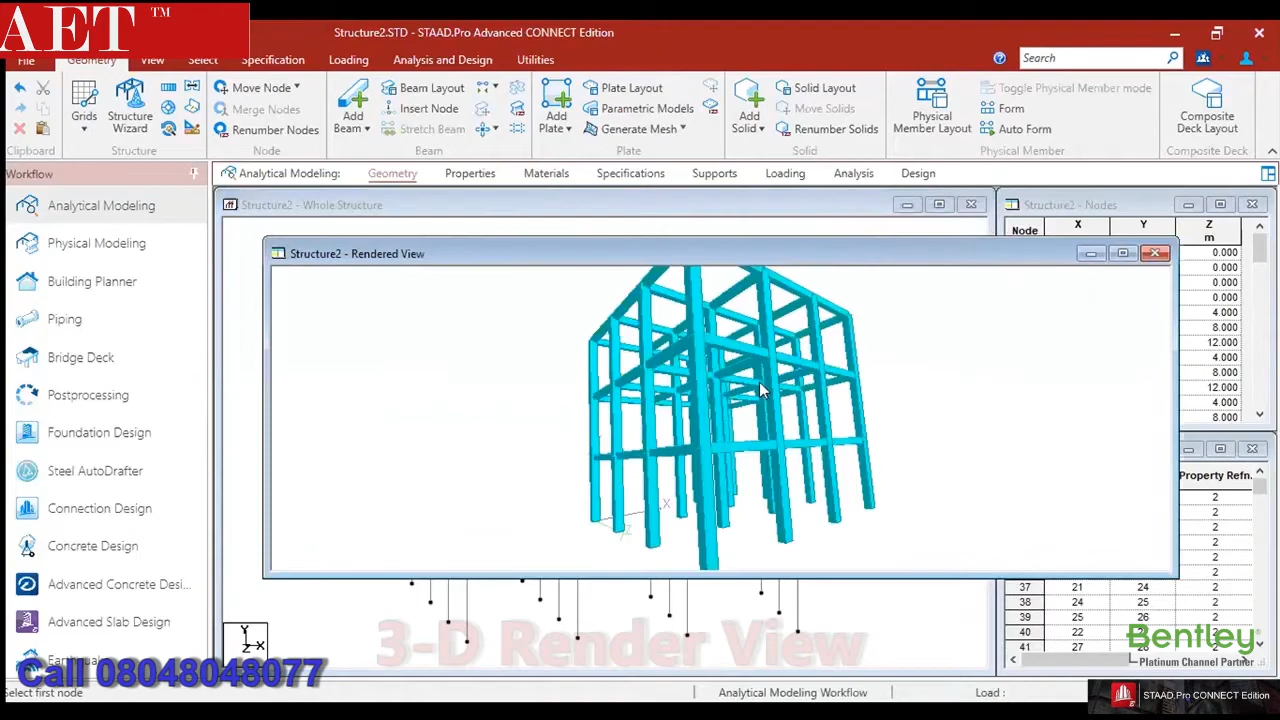 AET ™
Structure2.STD - STAAD.Pro Advanced CONNECT Edition
File Geometry View Select Specification Loading Analysis and Design Utilities
Search
Grids
Structure Wizard
Clipboard
Structure
Move Node
Merge Nodes
Renumber Nodes
Node
Add Beam
Beam Layout
Insert Node
Stretch Beam
Beam
Add Plate
Plate Layout
Parametric Models
Generate Mesh
Plate
Add Solid
Solid Layout
Move Solids
Renumber Solids
Solid
Physical Member Layout
Toggle Physical Member mode
Form
Auto Form
Physical Member
Composite Deck Layout
Composite Deck
Workflow
Analytical Modeling: Geometry Properties Materials Specifications Supports Loading Analysis Design
Analytical Modeling
Physical Modeling
Building Planner
Piping
Bridge Deck
Postprocessing
Foundation Design
Steel AutoDrafter
Connection Design
Concrete Design
Advanced Concrete Desi...
Advanced Slab Design
Structure2 - Whole Structure
Structure2 - Rendered View
X
Z
Y
Z X
Structure2 - Nodes
Node X Y Z
m
0.000
0.000
0.000
0.000
4.000
8.000
12.000
4.000
8.000
12.000
4.000
8.000
Property Refn.
2
2
2
2
2
2
37 21 24 2
38 24 25 2
39 25 26 2
40 22 27 2
41 27 28 2
3-D Render View
Call 08048048077
Bentley
Platinum Channel Partner
Select first node
Analytical Modeling Workflow
Load :
STAAD.Pro CONNECT Edition